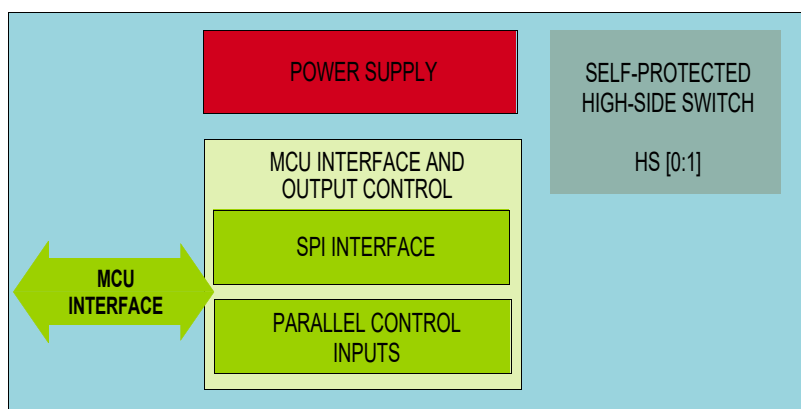 POWER SUPPLY
SELF-PROTECTED
HIGH-SIDE SWITCH
HS [0:1]
MCU INTERFACE AND
OUTPUT CONTROL
SPI INTERFACE
MCU
INTERFACE
PARALLEL CONTROL
INPUTS